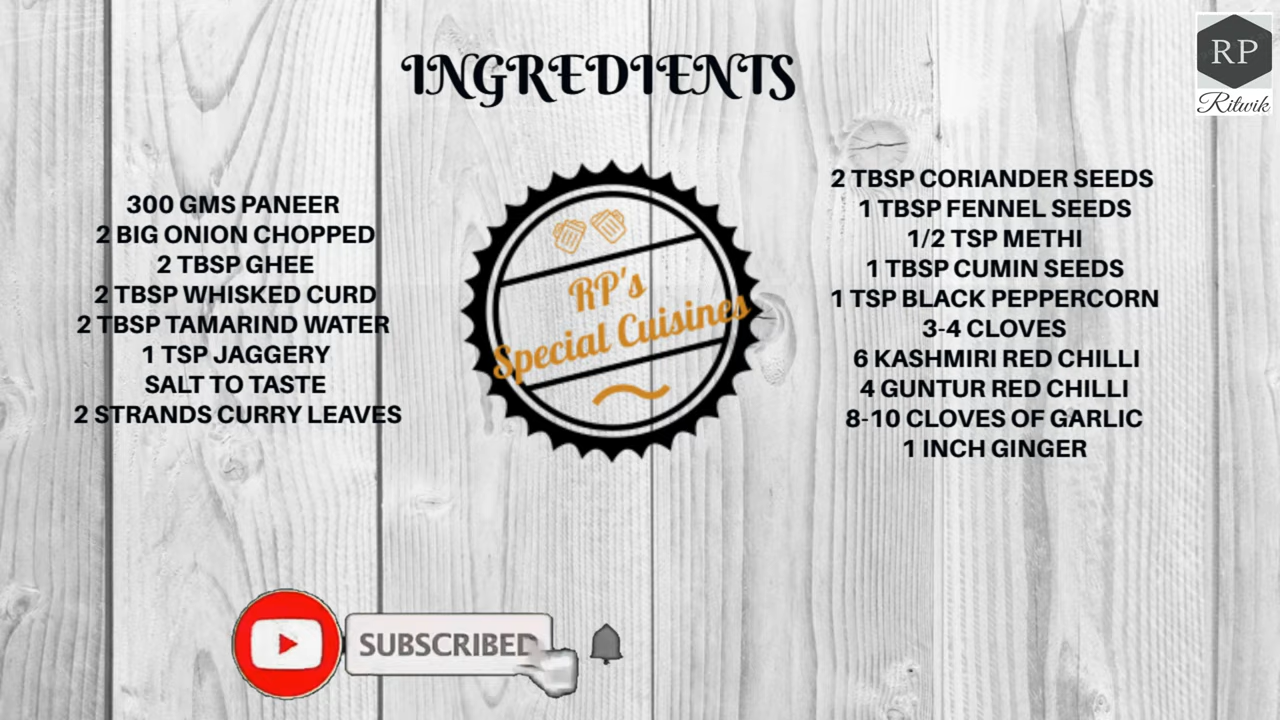 INGREDIENTS
RP
Ritwik
300 GMS PANEER
2 BIG ONION CHOPPED
2 TBSP GHEE
2 TBSP WHISKED CURD
2 TBSP TAMARIND WATER
1 TSP JAGGERY
SALT TO TASTE
2 STRANDS CURRY LEAVES
RP's
Special Cuisines
2 TBSP CORIANDER SEEDS
1 TBSP FENNEL SEEDS
1/2 TSP METHI
1 TBSP CUMIN SEEDS
1 TSP BLACK PEPPERCORN
3-4 CLOVES
6 KASHMIRI RED CHILLI
4 GUNTUR RED CHILLI
8-10 CLOVES OF GARLIC
1 INCH GINGER
SUBSCRIBED